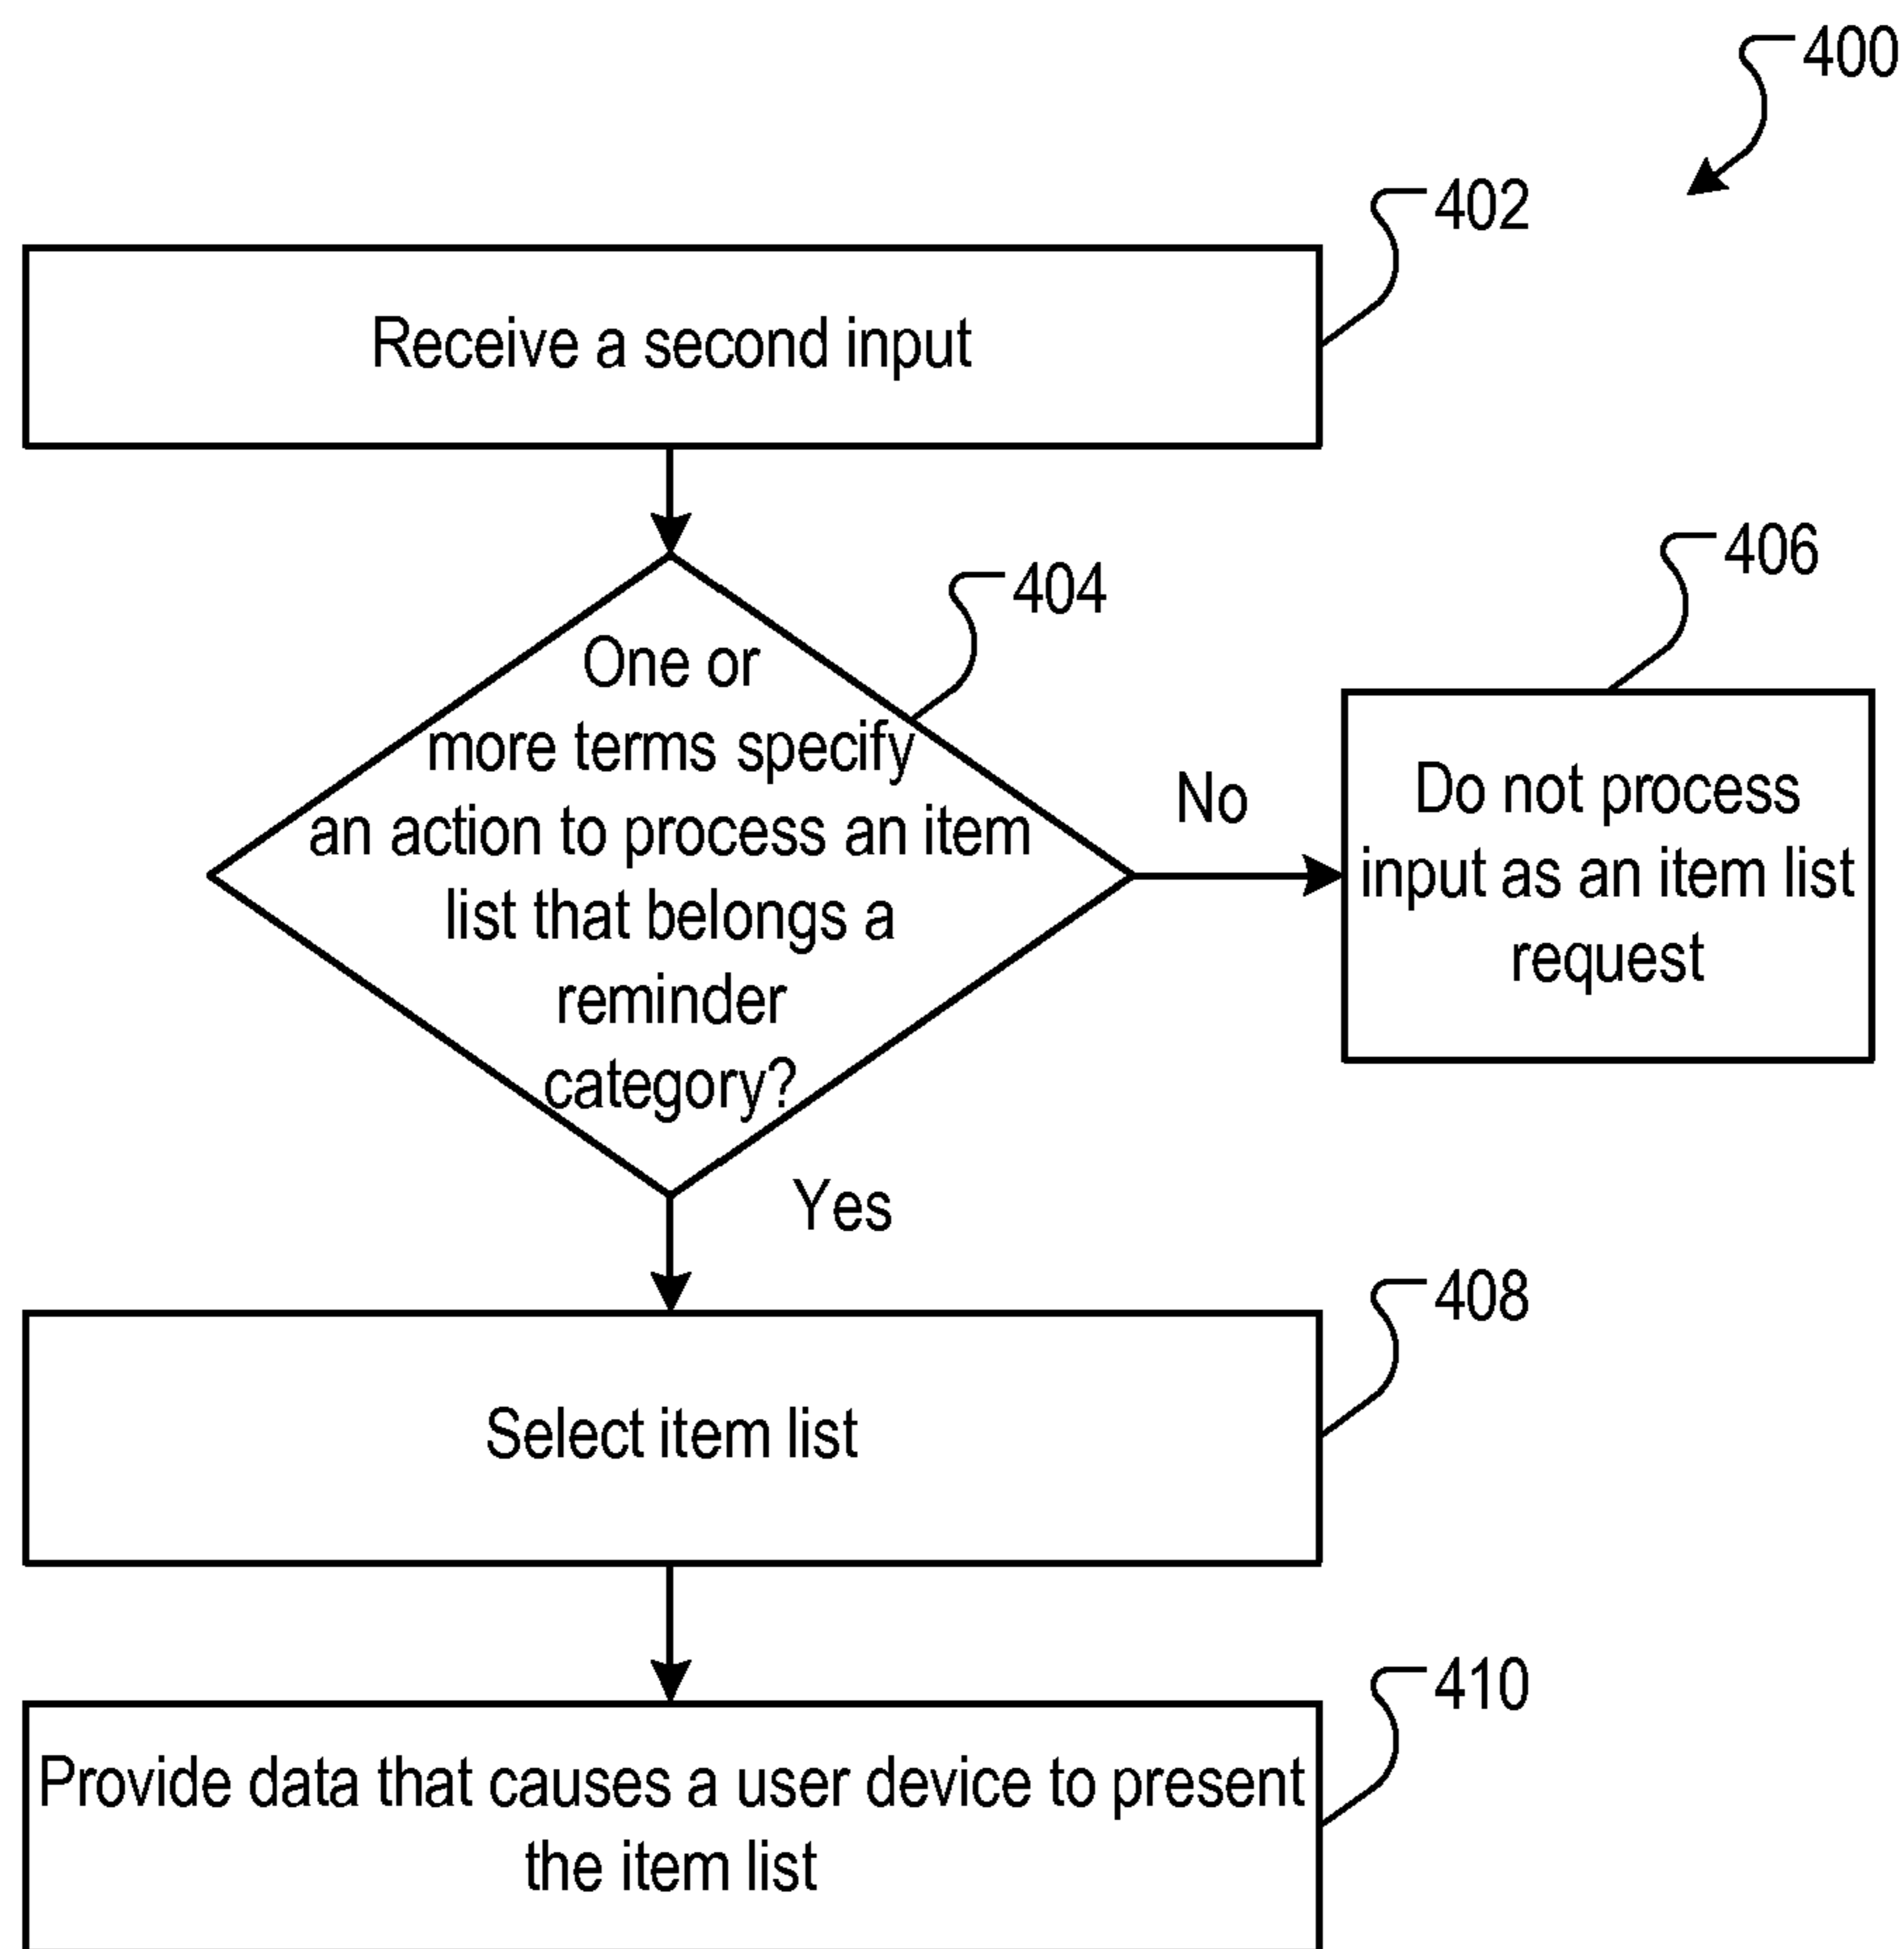 400
402
Receive a second input
404
One or
more terms specify
an action to process an item
list that belongs a
reminder
category?
406
No
Do not process
input as an item list
request
Yes
408
Select item list
410
Provide data that causes a user device to present
the item list